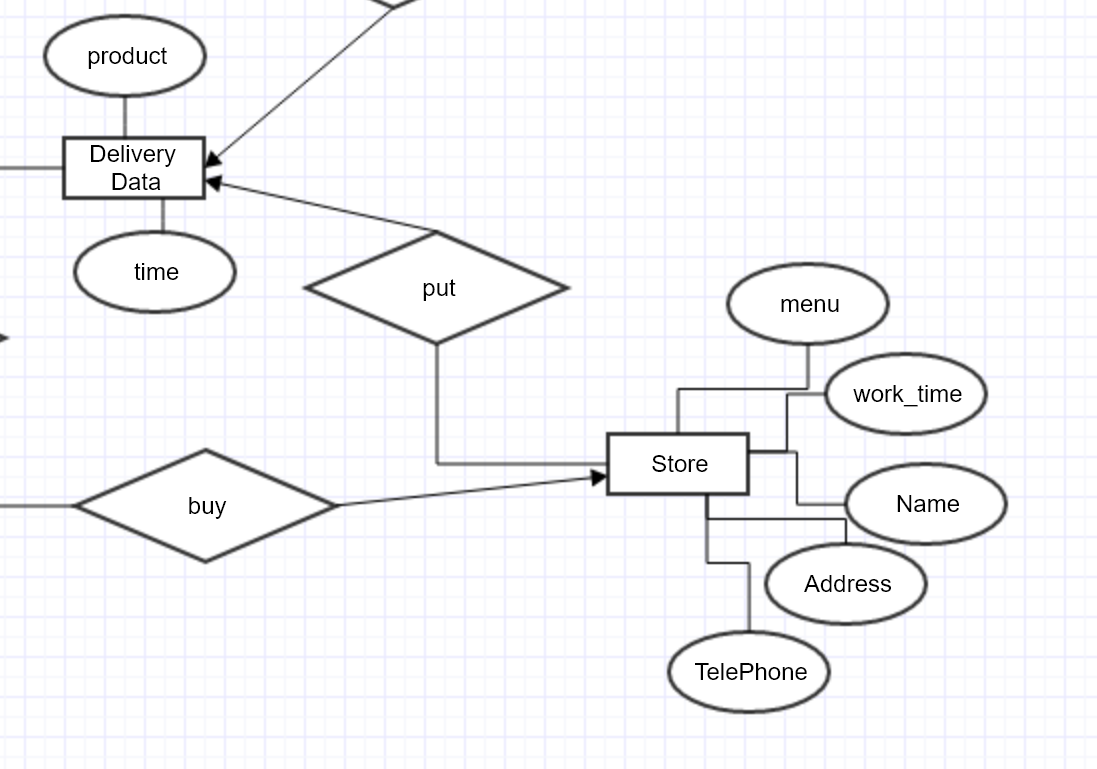 product
Delivery
Data
time
put
menu
work_time
Store
buy
Name
Address
TelePhone